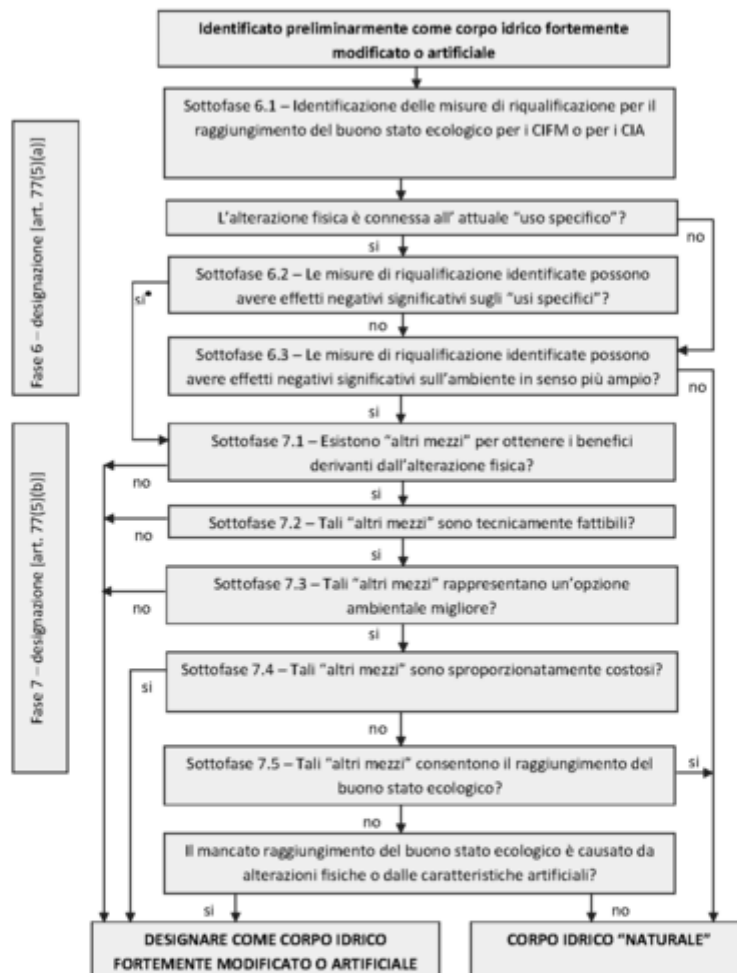 Identificato preliminarmente come corpo idrico fortemente
modificato o artificiale
Sottofase 6.1 – Identificazione delle misure di riqualificazione per il
raggiungimento del buono stato ecologico per i CIFM o per i CIA
L'alterazione fisica è connessa all' attuale "uso specifico"?
no
si
Sottofase 6.2 – Le misure di riqualificazione identificate possono
avere effetti negativi significativi sugli "usi specifici"?
si*
no
Sottofase 6.3 – Le misure di riqualificazione identificate possono
avere effetti negativi significativi sull'ambiente in senso più ampio?
no
si
Fase 6 – designazione [art. 77(5)(a)]
Sottofase 7.1 – Esistono "altri mezzi" per ottenere i benefici
derivanti dall'alterazione fisica?
no
si
Sottofase 7.2 – Tali "altri mezzi" sono tecnicamente fattibili?
no
si
Sottofase 7.3 – Tali "altri mezzi" rappresentano un'opzione
ambientale migliore?
no
si
Sottofase 7.4 – Tali "altri mezzi" sono sproporzionatamente costosi?
si
no
Sottofase 7.5 – Tali "altri mezzi" consentono il raggiungimento del
buono stato ecologico?
si
no
Fase 7 – designazione [art. 77(5)(b)]
Il mancato raggiungimento del buono stato ecologico è causato da
alterazioni fisiche o dalle caratteristiche artificiali?
si
no
DESIGNARE COME CORPO IDRICO
FORTEMENTE MODIFICATO O ARTIFICIALE
CORPO IDRICO "NATURALE"